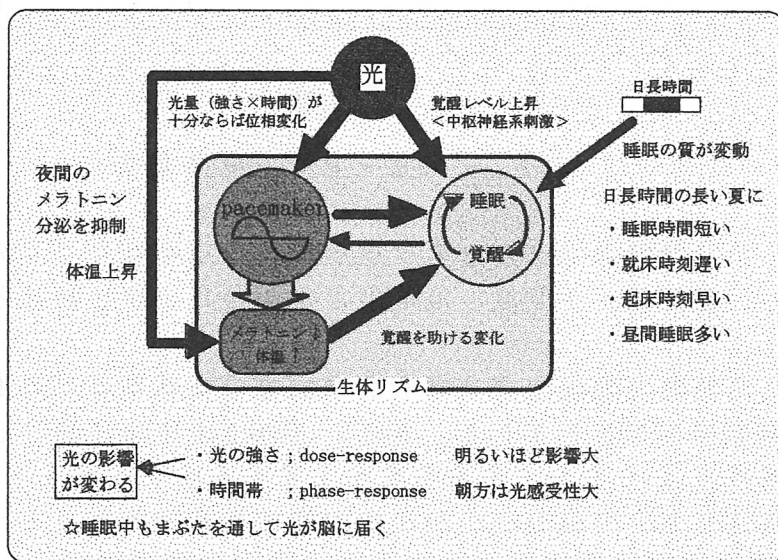 光
日長時間
光量（強さ×時間）が
十分ならば位相変化
覚醒レベル上昇
＜中枢神経系刺激＞
睡眠の質が変動
夜間の
メラトニン
分泌を抑制
体温上昇
pacemaker
睡眠
覚醒
日長時間の長い夏に
・睡眠時間短い
・就床時刻遅い
・起床時刻早い
・昼間睡眠多い
メラトニン↓
体温↑
覚醒を助ける変化
生体リズム
光の影響
が変わる
・光の強さ；dose-response 明るいほど影響大
・時間帯；phase-response 朝方は光感受性大
☆睡眠中もまぶたを通して光が脳に届く